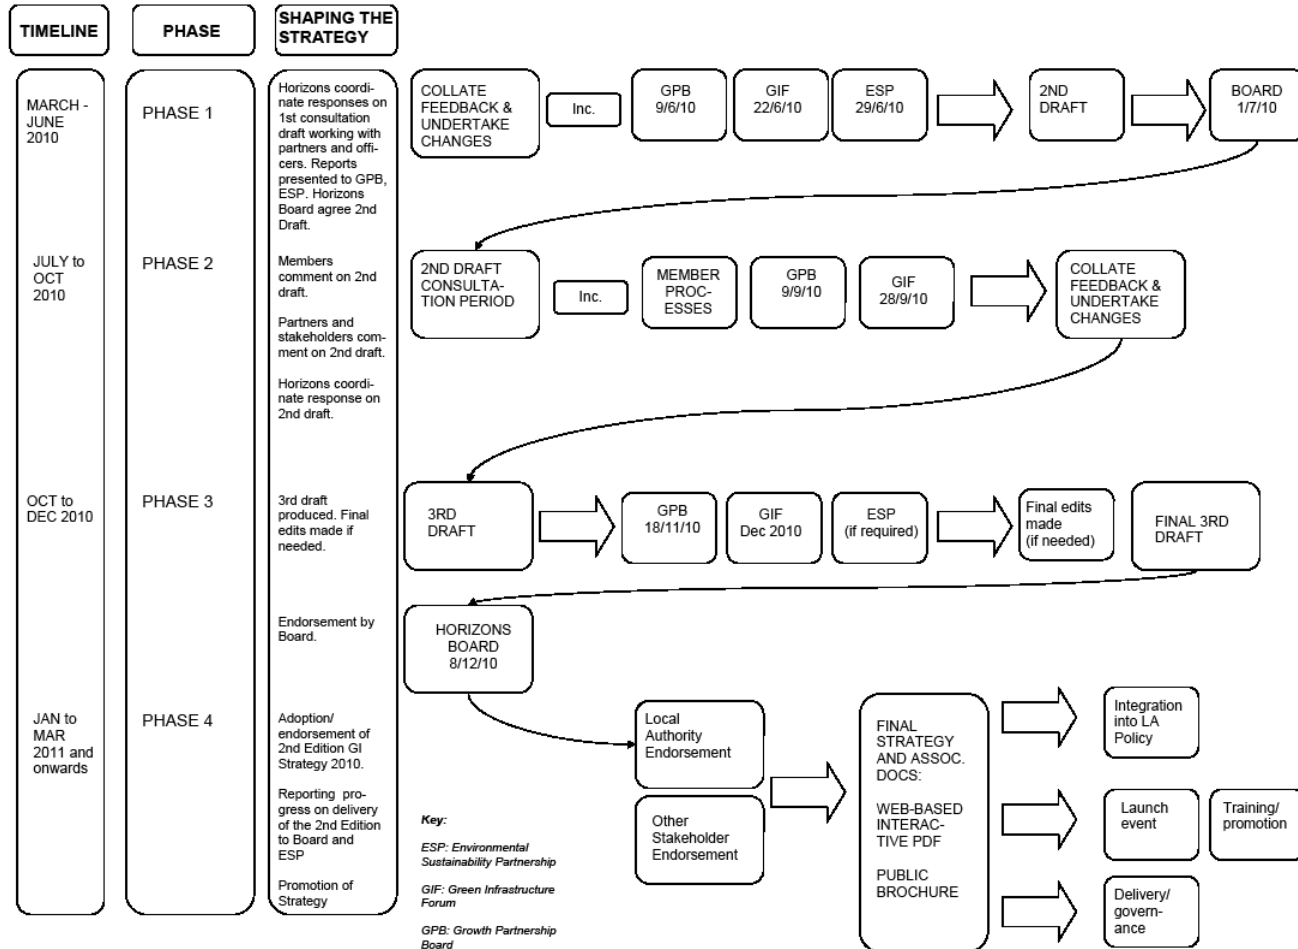 TIMELINE
PHASE
SHAPING THE
STRATEGY
MARCH -
JUNE
2010
PHASE 1
Horizons coordi-
nate responses on
1st consultation
draft working with
partners and offi-
cers. Reports
presented to GPB,
ESP. Horizons
Board agree 2nd
Draft.
COLLATE
FEEDBACK &
UNDERTAKE
CHANGES
Inc.
GPB
9/6/10
GIF
22/6/10
ESP
29/6/10
2ND
DRAFT
BOARD
1/7/10
JULY to
OCT
2010
PHASE 2
Members
comment on 2nd
draft.
Partners and
stakeholders com-
ment on 2nd draft.
Horizons coordi-
nate response on
2nd draft.
2ND DRAFT
CONSULTA-
TION PERIOD
Inc.
MEMBER
PROC-
ESSES
GPB
9/9/10
GIF
28/9/10
COLLATE
FEEDBACK &
UNDERTAKE
CHANGES
OCT to
DEC 2010
PHASE 3
3rd draft
produced. Final
edits made if
needed.
3RD
DRAFT
GPB
18/11/10
GIF
Dec 2010
ESP
(if required)
Final edits
made
(if needed)
FINAL 3RD
DRAFT
Endorsement by
Board.
HORIZONS
BOARD
8/12/10
JAN to
MAR
2011 and
onwards
PHASE 4
Adoption/
endorsement of
2nd Edition GI
Strategy 2010.
Reporting progress
on delivery
of the 2nd Edition
to Board and
ESP
Promotion of
Strategy
Key:
ESP: Environmental
Sustainability Partnership
GIF: Green Infrastructure
Forum
GPB: Growth Partnership
Board
Local
Authority
Endorsement
Other
Stakeholder
Endorsement
FINAL
STRATEGY
AND ASSOC.
DOCS:
WEB-BASED
INTERAC-
TIVE PDF
PUBLIC
BROCHURE
Integration
into LA
Policy
Launch
event
Training/
promotion
Delivery/
govern-
ance